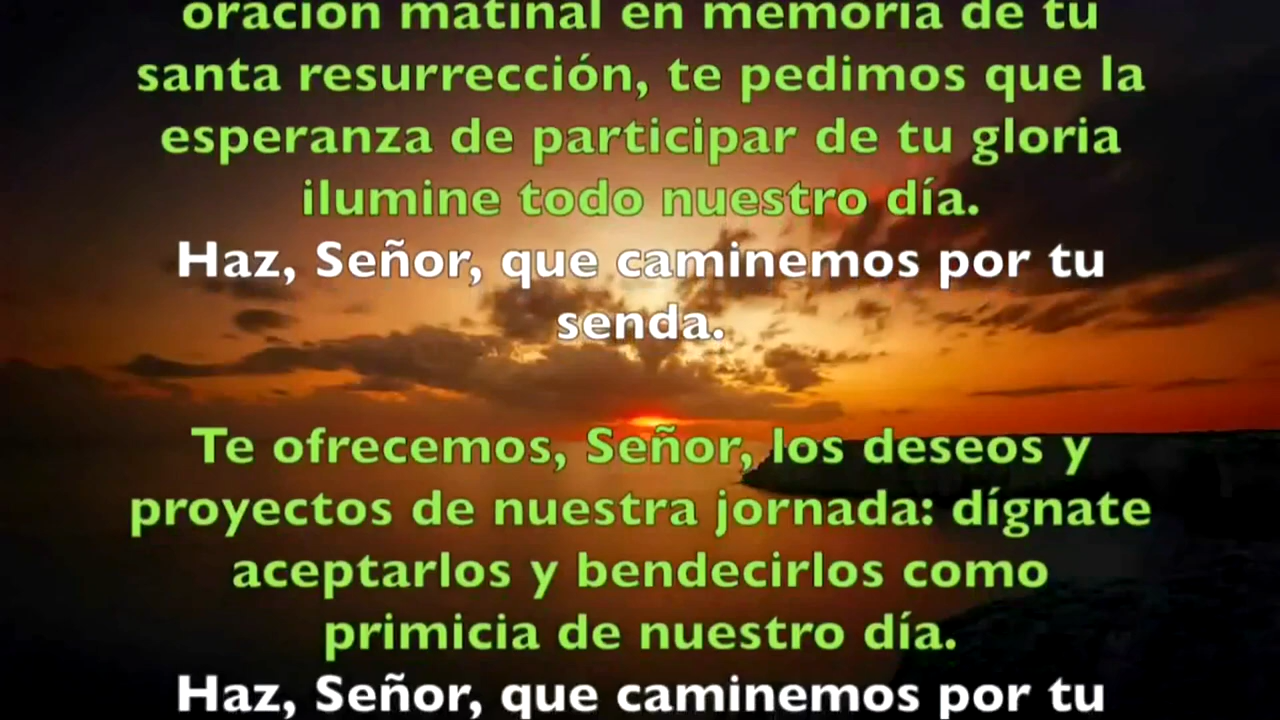 oración matinal en memoria de tu
santa resurrección, te pedimos que la
esperanza de participar de tu gloria
ilumine todo nuestro día.
Haz, Señor, que caminemos por tu
senda.
Te ofrecemos, Señor, los deseos y
proyectos de nuestra jornada: dígnate
aceptarlos y bendecirlos como
primicia de nuestro día.
Haz, Señor, que caminemos por tu